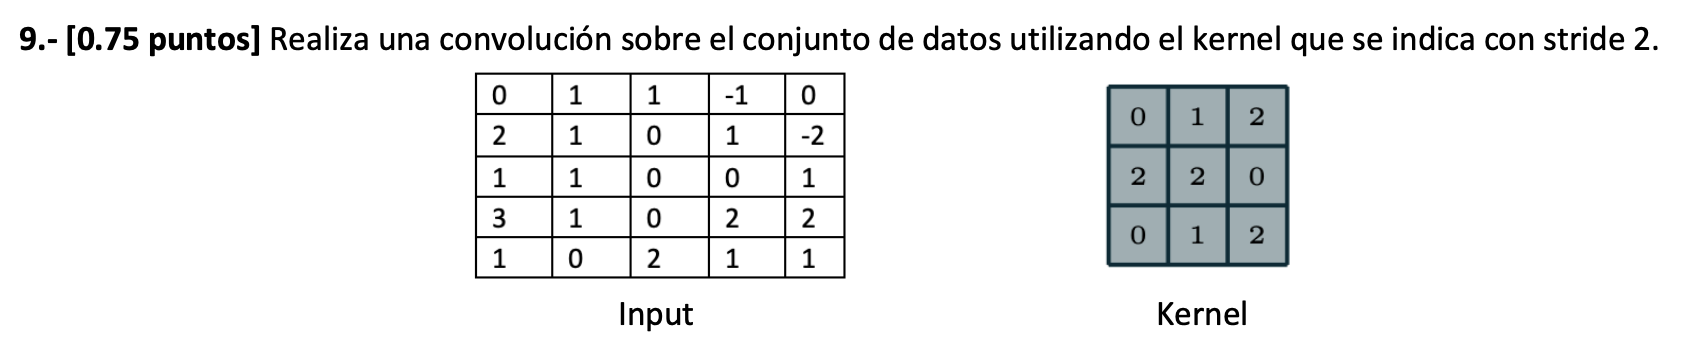 9.- [0.75 puntos] Realiza una convolución sobre el conjunto de datos utilizando el kernel que se indica con stride 2.
0 1 1 -1 0
2 1 0 1 -2
1 1 0 0 1
3 1 0 2 2
1 0 2 1 1
Input
0 1 2
2 2 0
0 1 2
Kernel